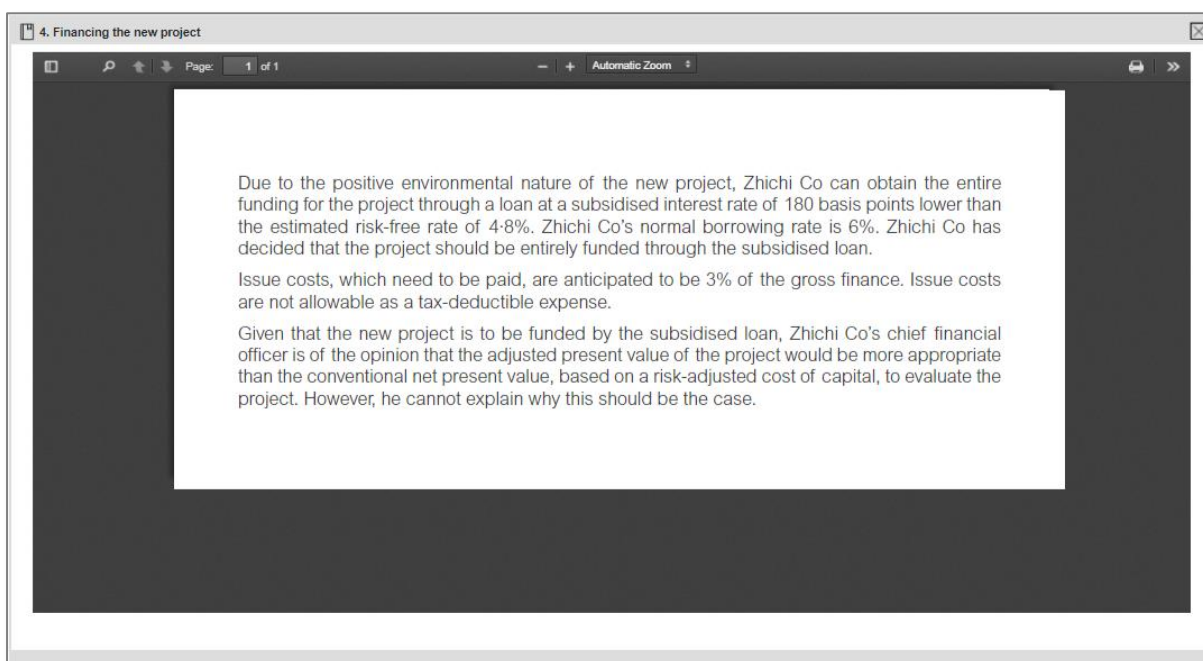 4. Financing the new project
Page: 1 of 1
Automatic Zoom
Due to the positive environmental nature of the new project, Zhichi Co can obtain the entire
funding for the project through a loan at a subsidised interest rate of 180 basis points lower than
the estimated risk-free rate of 4·8%. Zhichi Co’s normal borrowing rate is 6%. Zhichi Co has
decided that the project should be entirely funded through the subsidised loan.
Issue costs, which need to be paid, are anticipated to be 3% of the gross finance. Issue costs
are not allowable as a tax-deductible expense.
Given that the new project is to be funded by the subsidised loan, Zhichi Co’s chief financial
officer is of the opinion that the adjusted present value of the project would be more appropriate
than the conventional net present value, based on a risk-adjusted cost of capital, to evaluate the
project. However, he cannot explain why this should be the case.